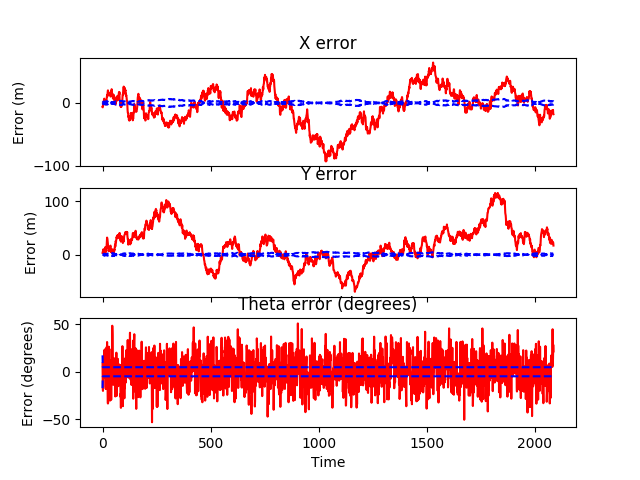 X error
Error (m)
0
−100
Y error
Error (m)
100
0
Theta error (degrees)
Error (degrees)
50
0
−50
0 500 1000 1500 2000
Time